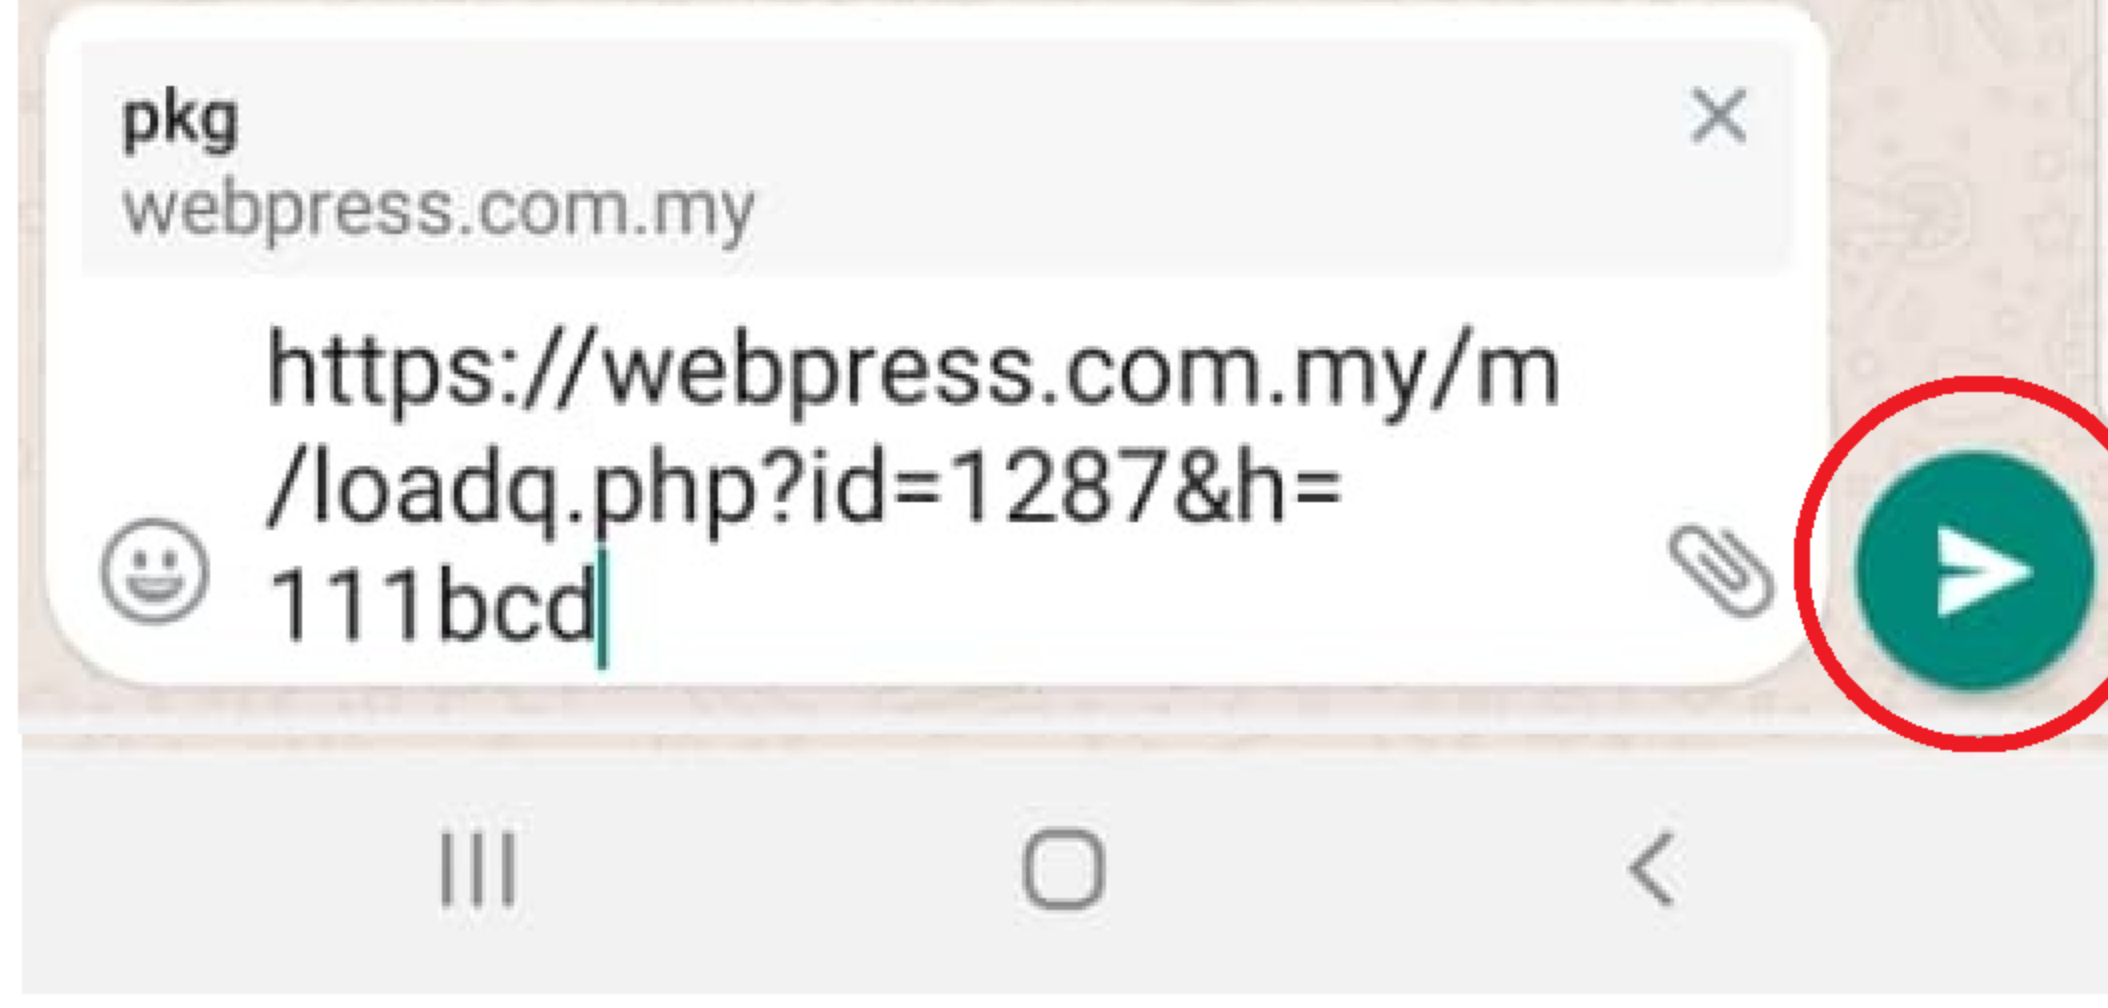 pkg
webpress.com.my
https://webpress.com.my/m
/loadq.php?id=1287&h=
111bcd